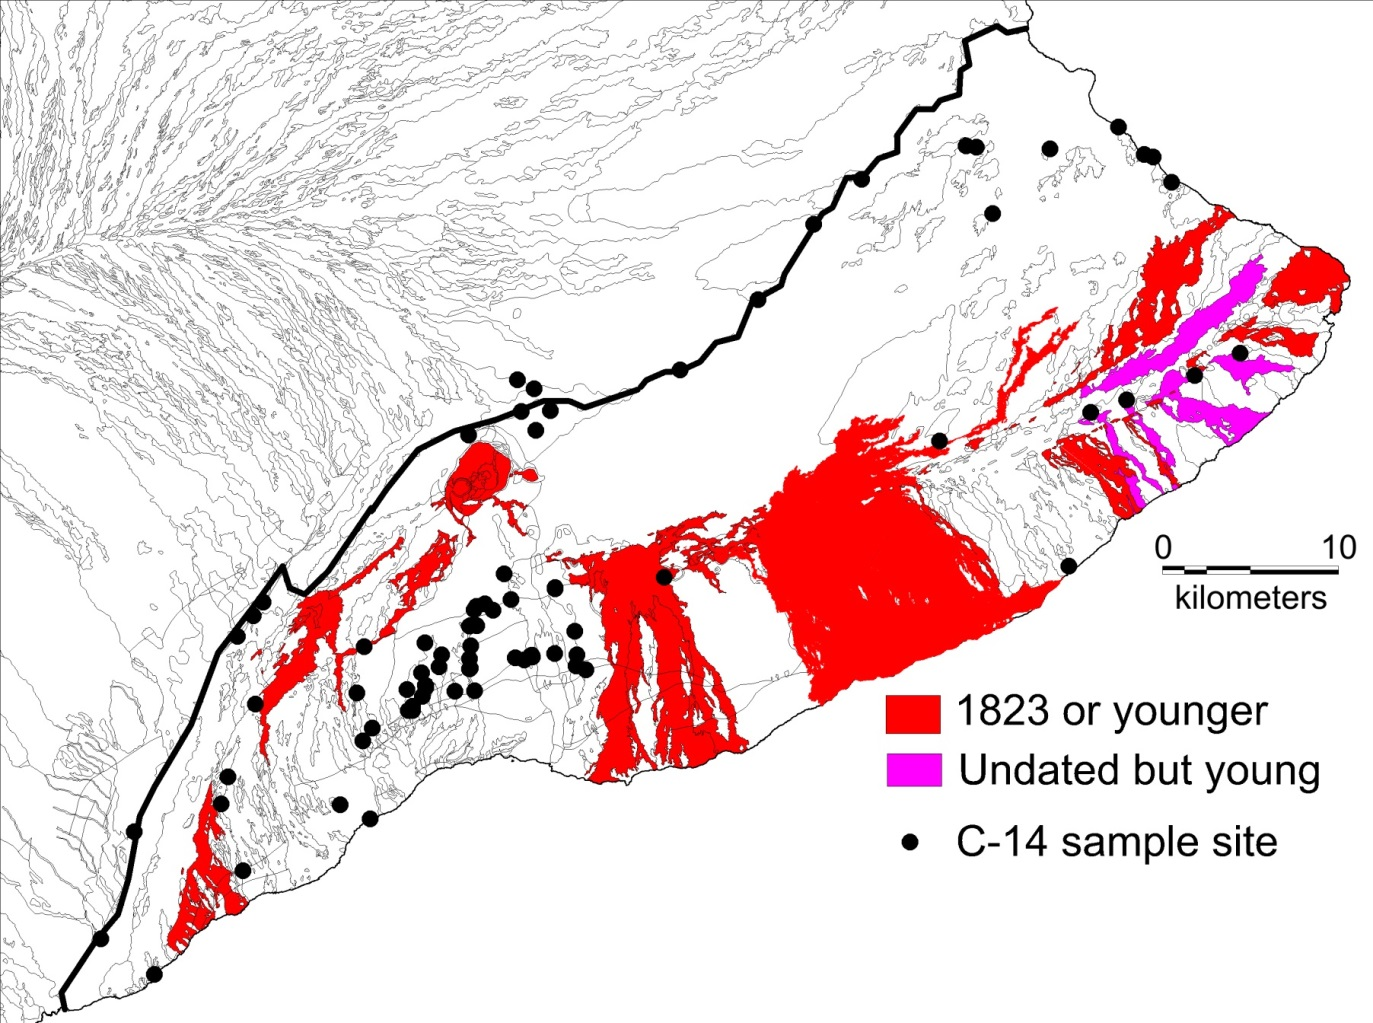 0 10
kilometers
1823 or younger
Undated but young
C-14 sample site